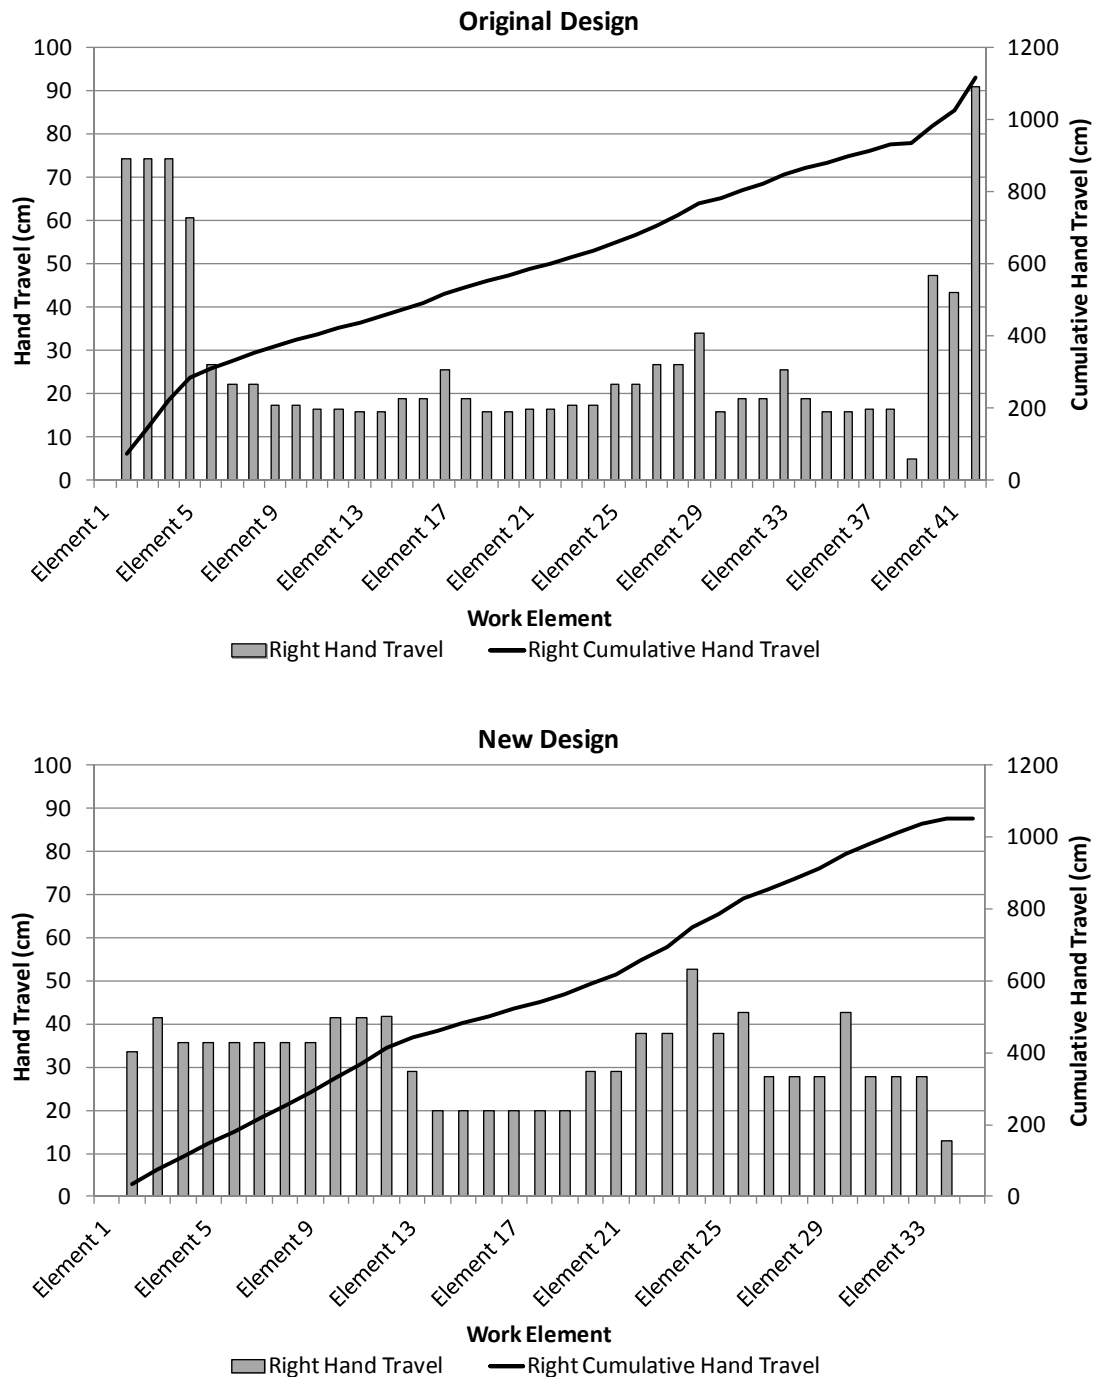 Original Design
100
90
80
70
60
50
40
30
20
10
0
Hand Travel (cm)
1200
1000
800
600
400
200
0
Cumulative Hand Travel (cm)
Element 1
Element 5
Element 9
Element 13
Element 17
Element 21
Element 25
Element 29
Element 33
Element 37
Element 41
Work Element
Right Hand Travel Right Cumulative Hand Travel
New Design
100
90
80
70
60
50
40
30
20
10
0
Hand Travel (cm)
1200
1000
800
600
400
200
0
Cumulative Hand Travel (cm)
Element 1
Element 5
Element 9
Element 13
Element 17
Element 21
Element 25
Element 29
Element 33
Work Element
Right Hand Travel Right Cumulative Hand Travel